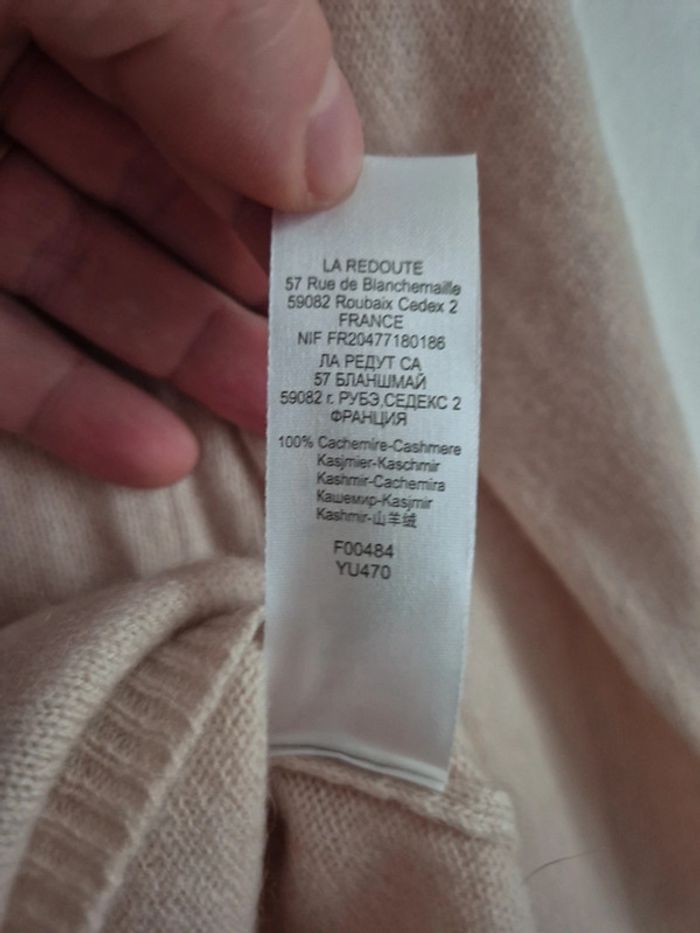 LA REDOUTE
57 Rue de Blanchemaille
59082 Roubaix Cedex 2
FRANCE
NIF FR20477180186
ЛА РЕДУТ СА
57 БЛАНШМАЙ
59082 г. РУБЭ,СЕДЕКС 2
ФРАНЦИЯ
100% Cachemire-Cashmere
Kasjmier-Kaschmir
Kashmir-Cachemira
Кашемир-Kasjmir
Kashmir-山羊绒
F00484
YU470